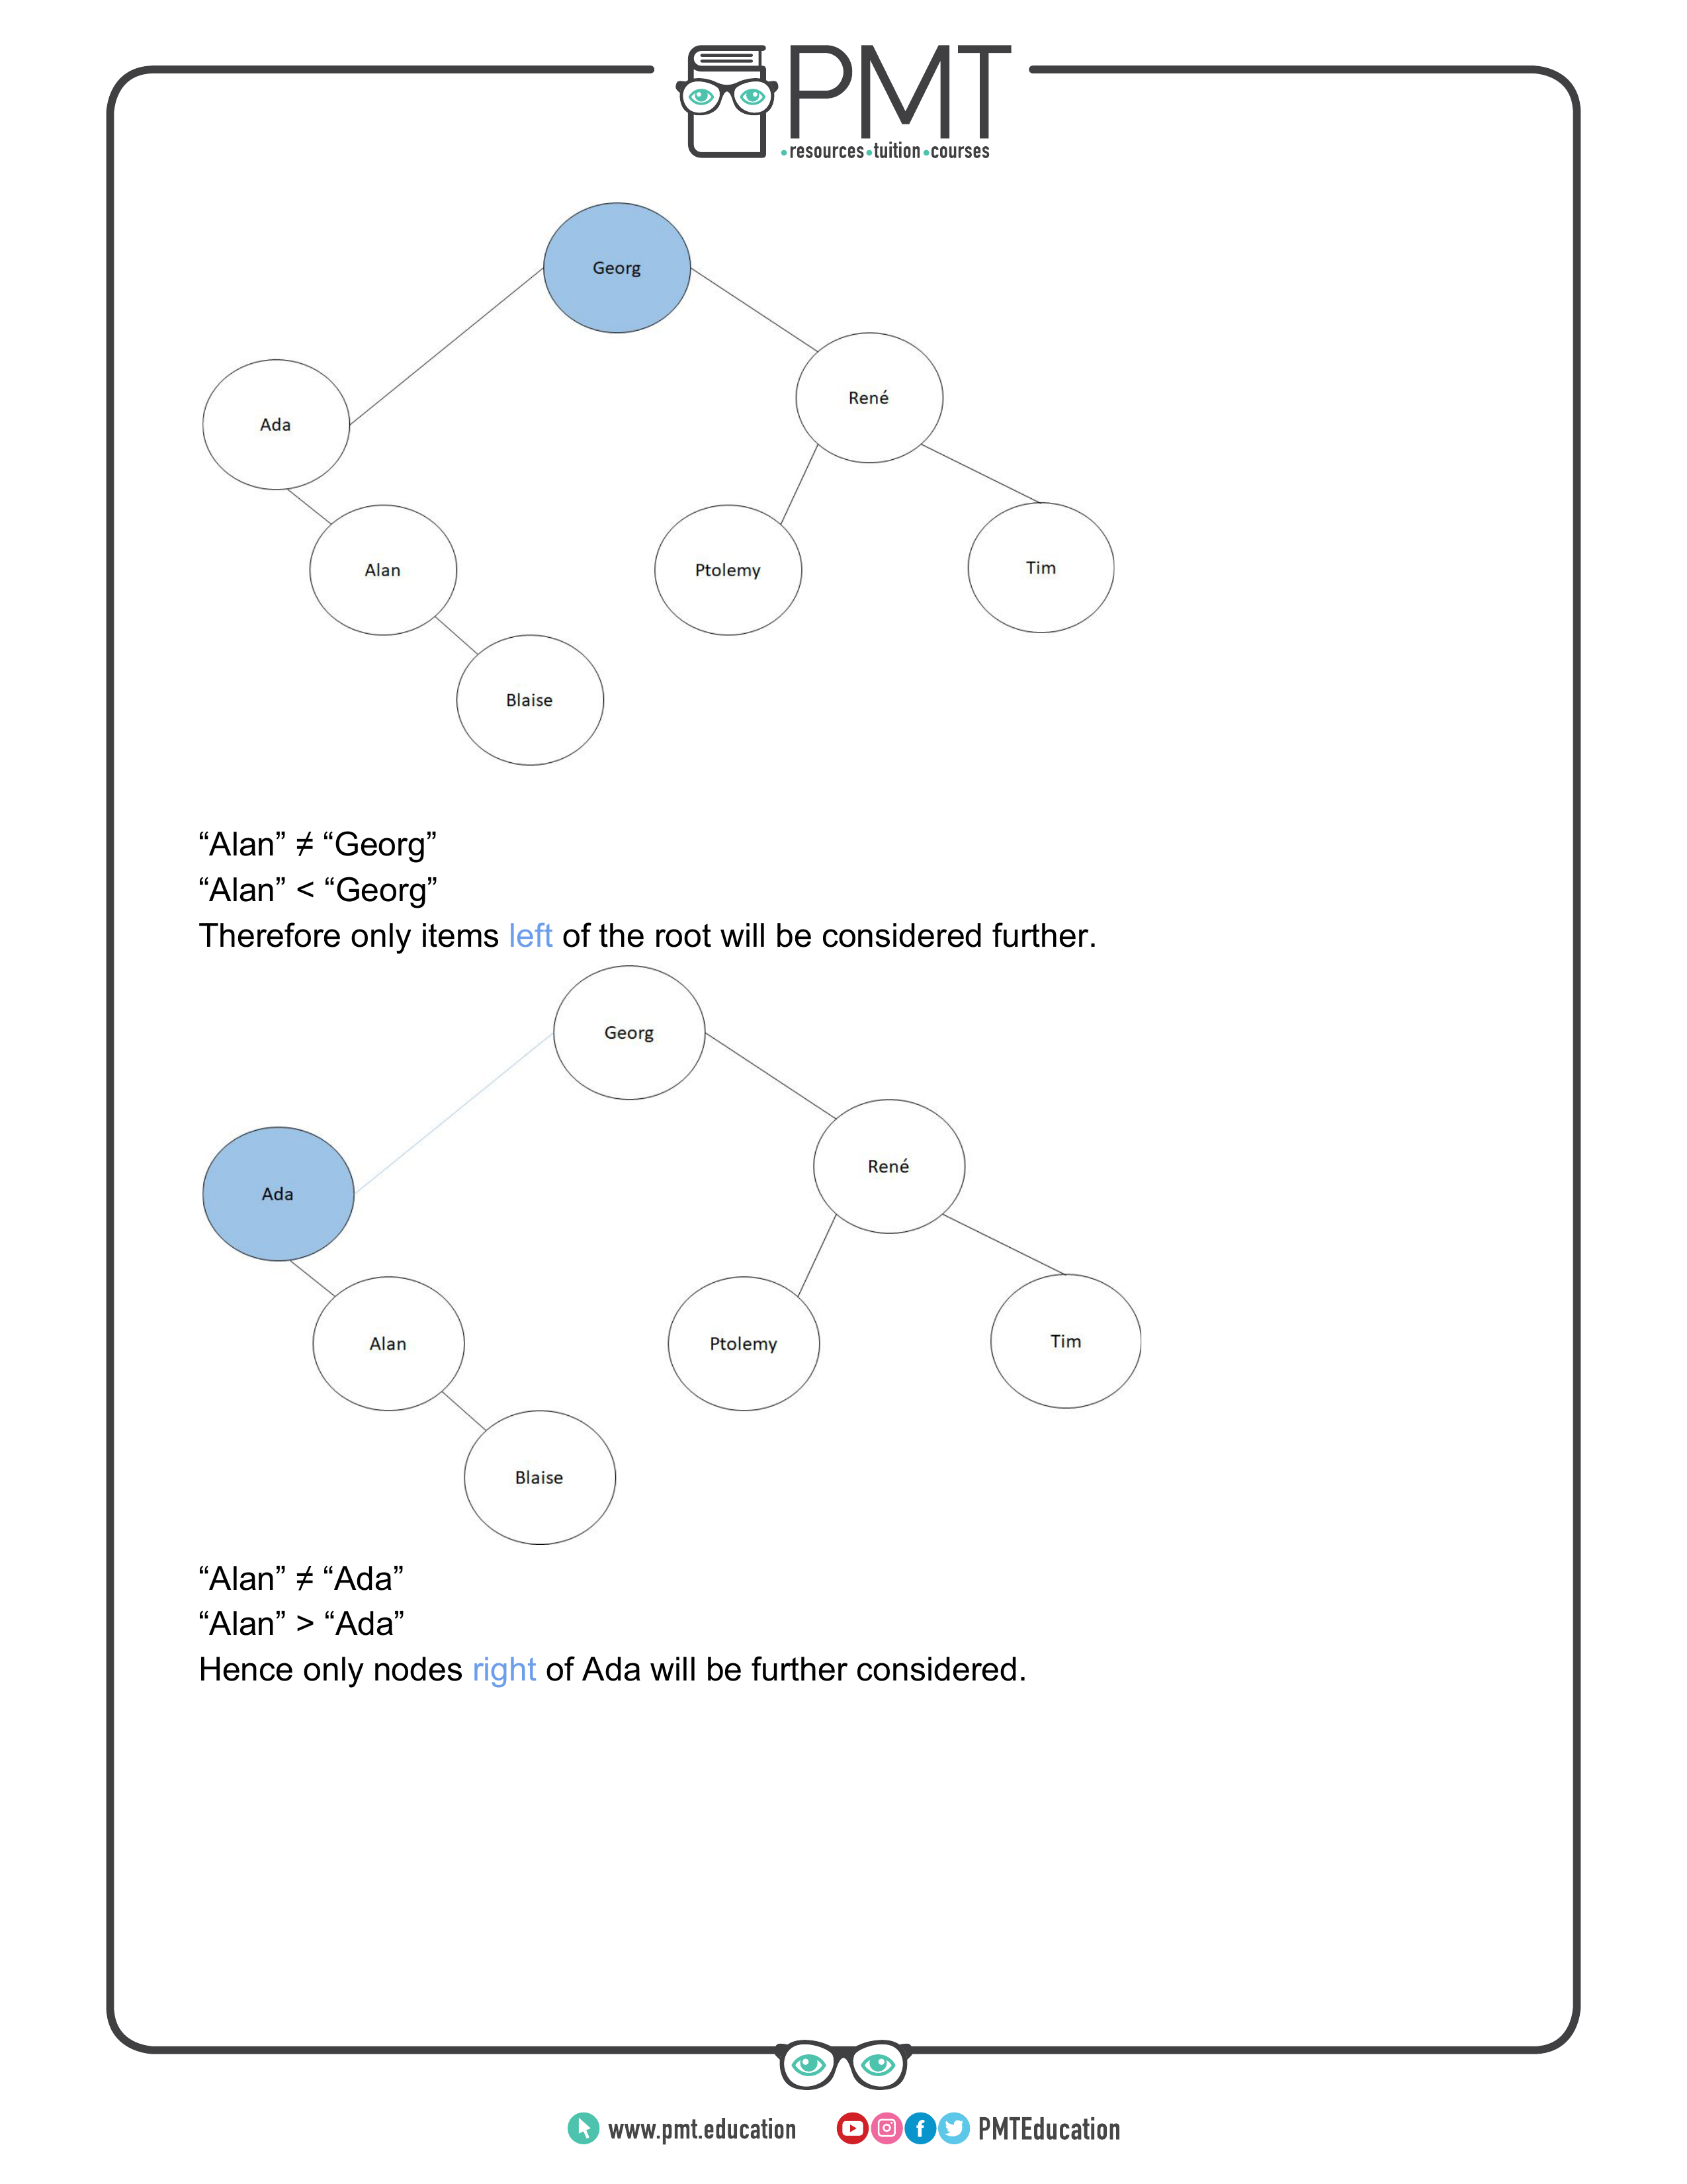 PMT
•resources•tuition•courses
Georg
René
Ada
Alan
Ptolemy
Tim
Blaise
“Alan” ≠ “Georg”
“Alan” < “Georg”
Therefore only items left of the root will be considered further.
Georg
René
Ada
Alan
Ptolemy
Tim
Blaise
“Alan” ≠ “Ada”
“Alan” > “Ada”
Hence only nodes right of Ada will be further considered.
www.pmt.education
PMTEducation